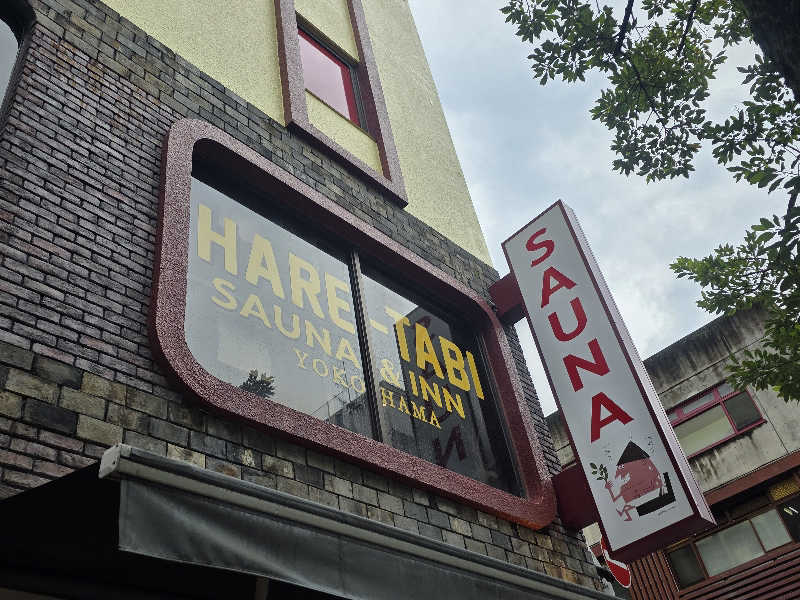 HARE-TABI
SAUNA & INN
YOKOHAMA
SAUNA